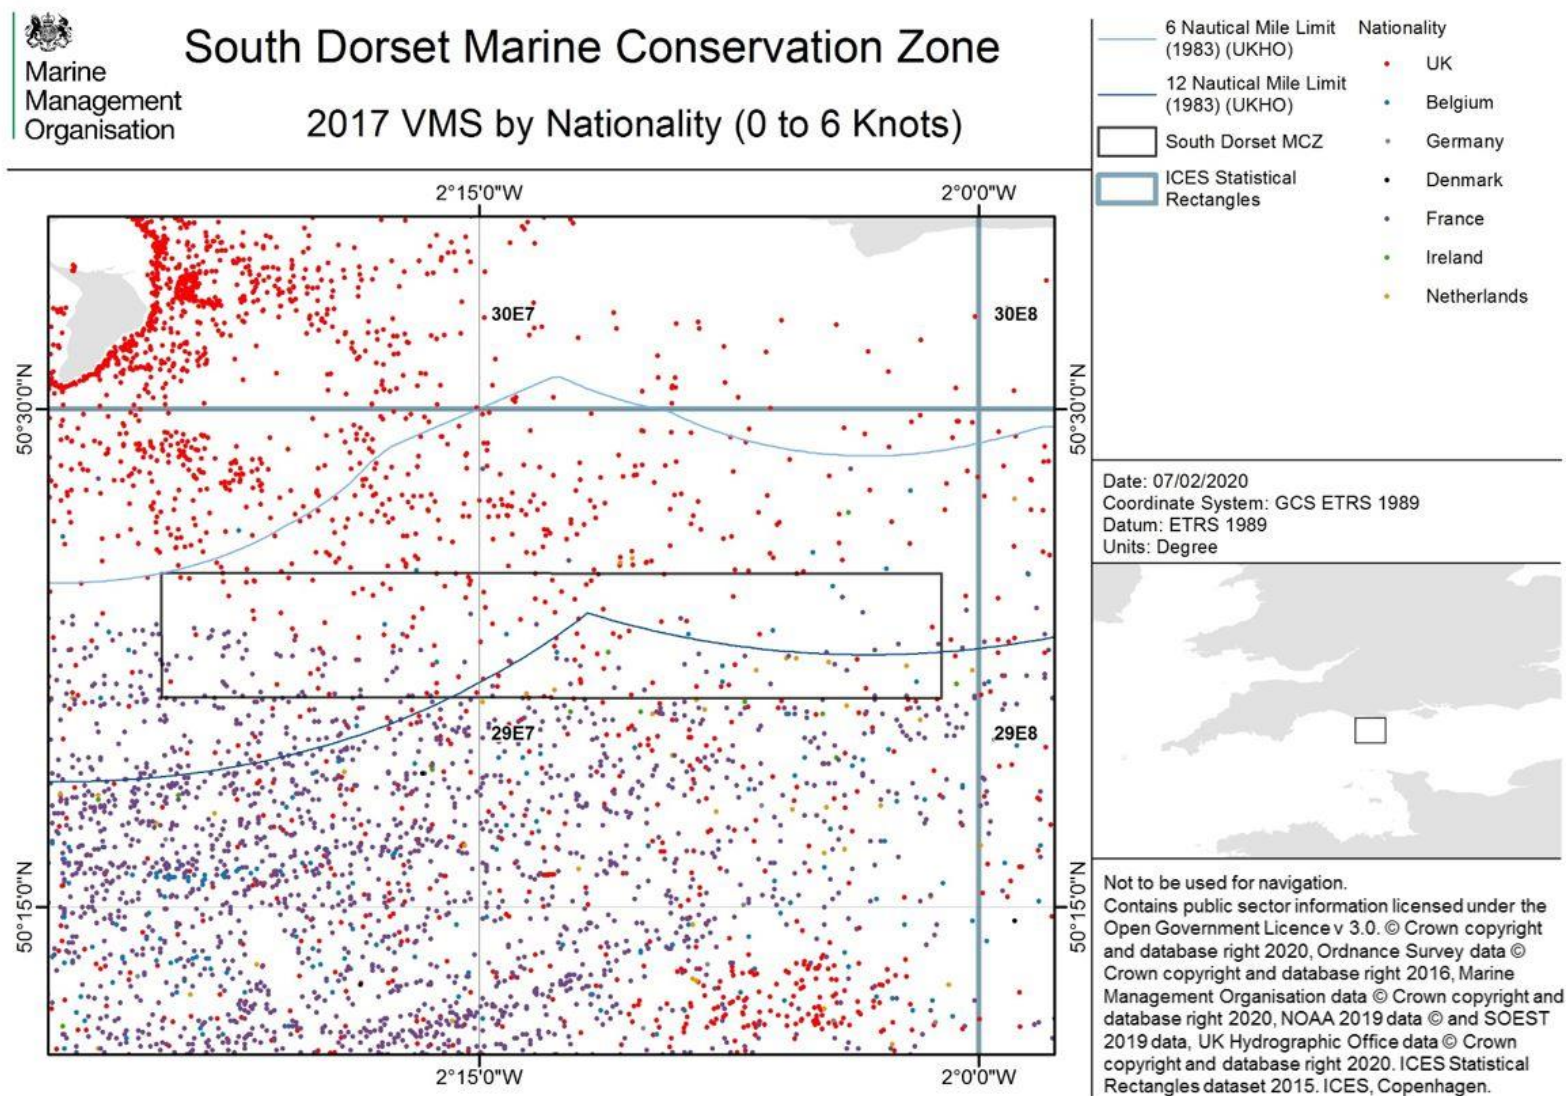 Marine
Management
Organisation
South Dorset Marine Conservation Zone
2017 VMS by Nationality (0 to 6 Knots)
6 Nautical Mile Limit
(1983) (UKHO)
12 Nautical Mile Limit
(1983) (UKHO)
South Dorset MCZ
ICES Statistical
Rectangles
Nationality
UK
Belgium
Germany
Denmark
France
Ireland
Netherlands
2°15'0"W
2°0'0"W
30E7
30E8
50°30'0"N
50°30'0"N
29E7
29E8
50°15'0"N
50°15'0"N
2°15'0"W
2°0'0"W
Date: 07/02/2020
Coordinate System: GCS ETRS 1989
Datum: ETRS 1989
Units: Degree
Not to be used for navigation.
Contains public sector information licensed under the
Open Government Licence v 3.0. © Crown copyright
and database right 2020, Ordnance Survey data ©
Crown copyright and database right 2016, Marine
Management Organisation data © Crown copyright and
database right 2020, NOAA 2019 data © and SOEST
2019 data, UK Hydrographic Office data © Crown
copyright and database right 2020. ICES Statistical
Rectangles dataset 2015. ICES, Copenhagen.